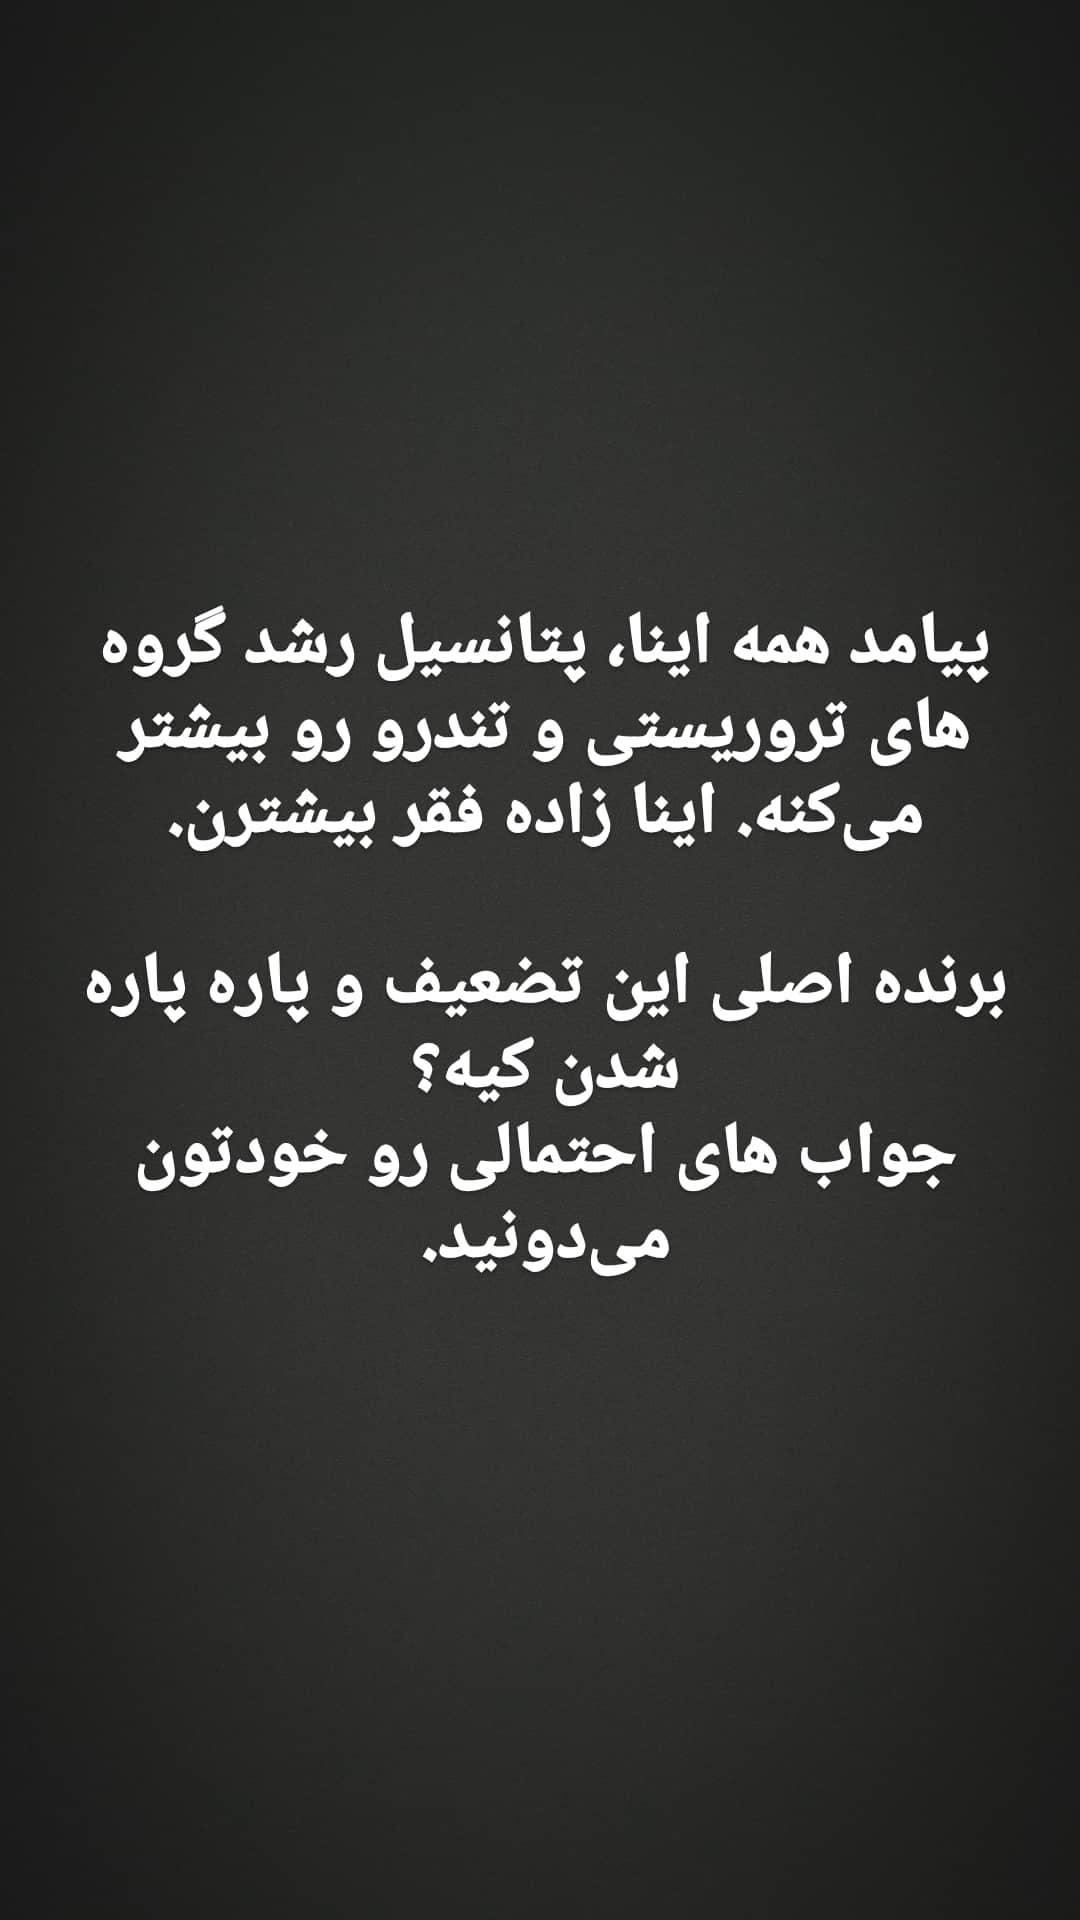 پیامد همه اینا، پتانسیل رشد گروه
های تروریستی و تندرو رو بیشتر
می‌کنه. اینا زاده فقر بیشترن.
برنده اصلی این تضعیف و پاره پاره
شدن کیه؟
جواب های احتمالی رو خودتون
می‌دونید.